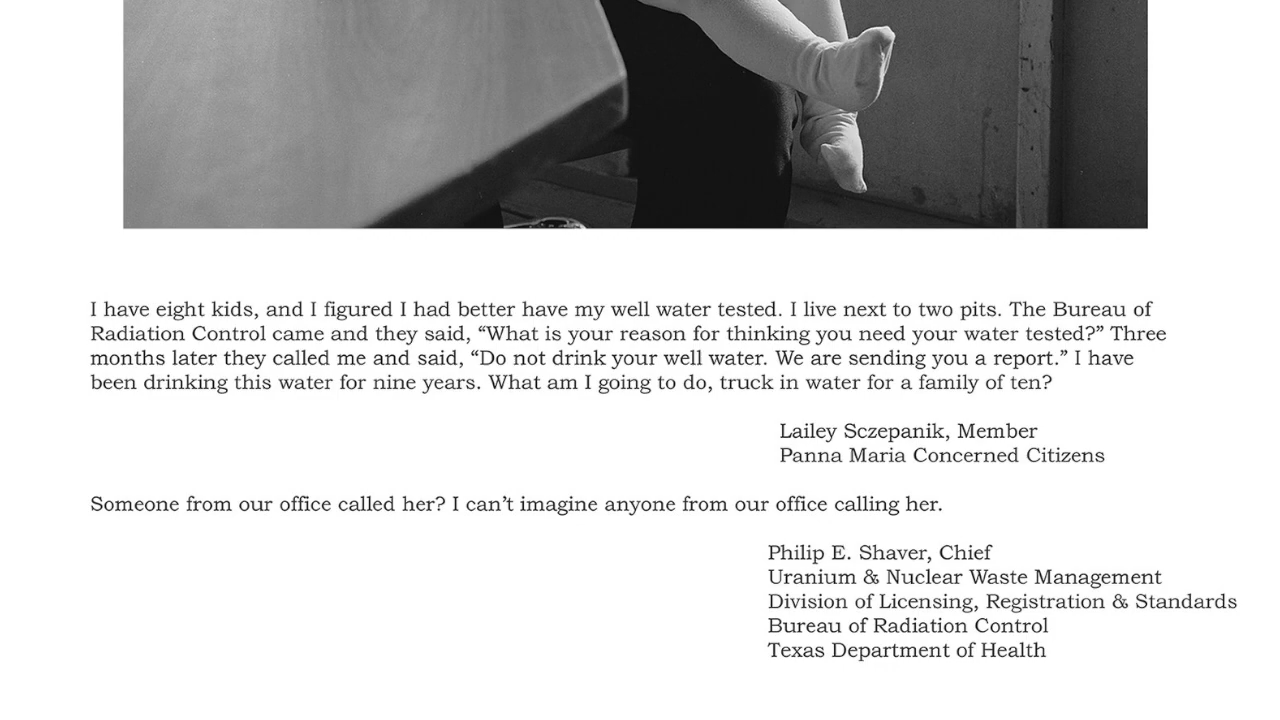 I have eight kids, and I figured I had better have my well water tested. I live next to two pits. The Bureau of
Radiation Control came and they said, “What is your reason for thinking you need your water tested?” Three
months later they called me and said, “Do not drink your well water. We are sending you a report.” I have
been drinking this water for nine years. What am I going to do, truck in water for a family of ten?
Lailey Sczepanik, Member
Panna Maria Concerned Citizens
Someone from our office called her? I can’t imagine anyone from our office calling her.
Philip E. Shaver, Chief
Uranium & Nuclear Waste Management
Division of Licensing, Registration & Standards
Bureau of Radiation Control
Texas Department of Health